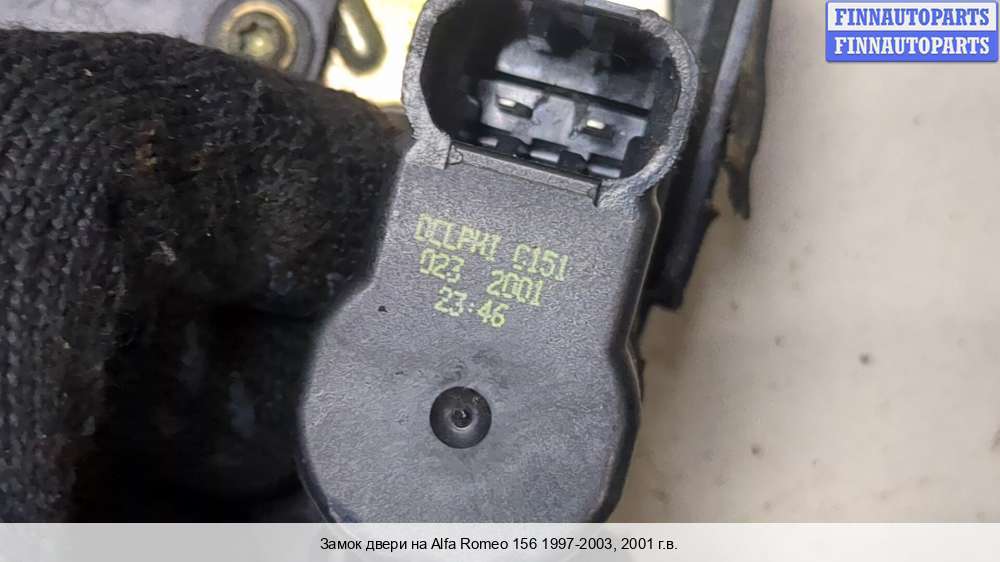 FINNAUTOPARTS
FINNAUTOPARTS
DELPHI C151
023 2001
23:46
Замок двери на Alfa Romeo 156 1997-2003, 2001 г.в.